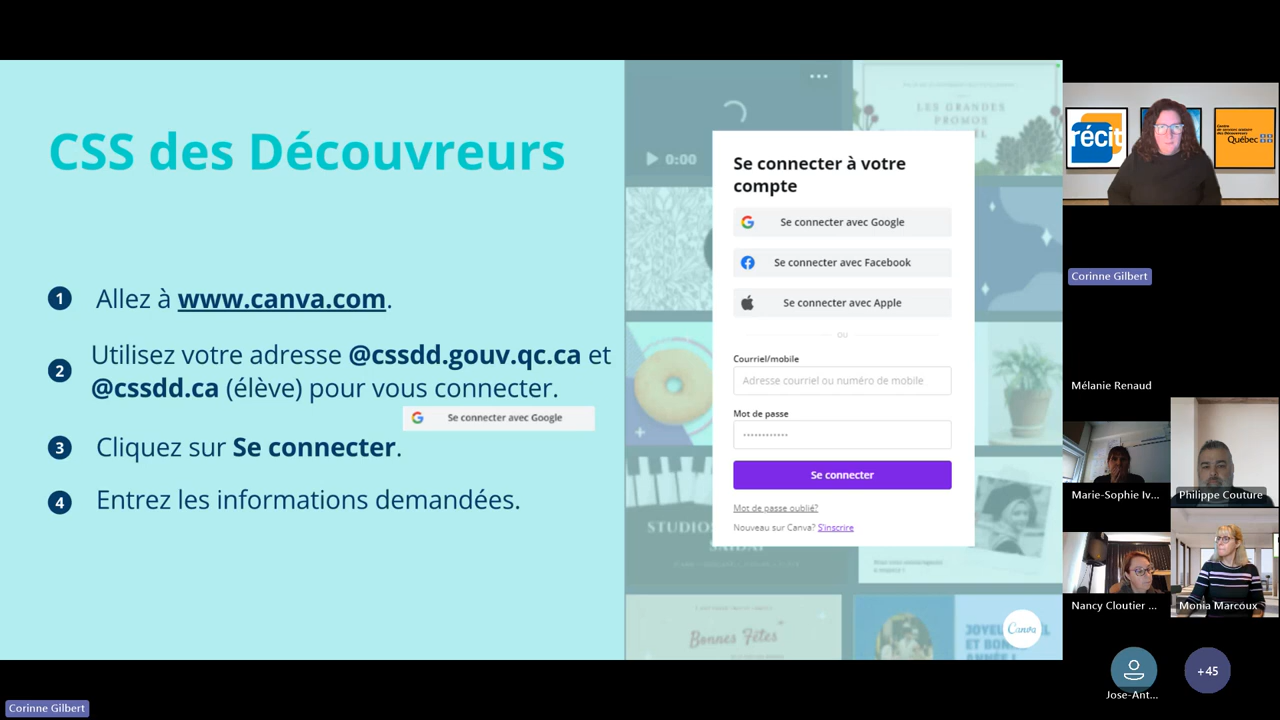 CSS des Découvreurs
1 Allez à www.canva.com.
2 Utilisez votre adresse @cssdd.gouv.qc.ca et
@cssdd.ca (élève) pour vous connecter.
Se connecter avec Google
3 Cliquez sur Se connecter.
4 Entrez les informations demandées.
0:00
LES GRANDES
PROMOS
Se connecter à votre
compte
Se connecter avec Google
Se connecter avec Facebook
Se connecter avec Apple
ou
Courriel/mobile
Adresse courriel ou numéro de mobile
Mot de passe
Se connecter
Mot de passe oublié?
Nouveau sur Canva? S'inscrire
Bonnes Fêtes
Canva
récit
Québec
Corinne Gilbert
Mélanie Renaud
Marie-Sophie Iv...
Philippe Couture
Nancy Cloutier ...
Monia Marcoux
Jose-Ant...
+45
Corinne Gilbert